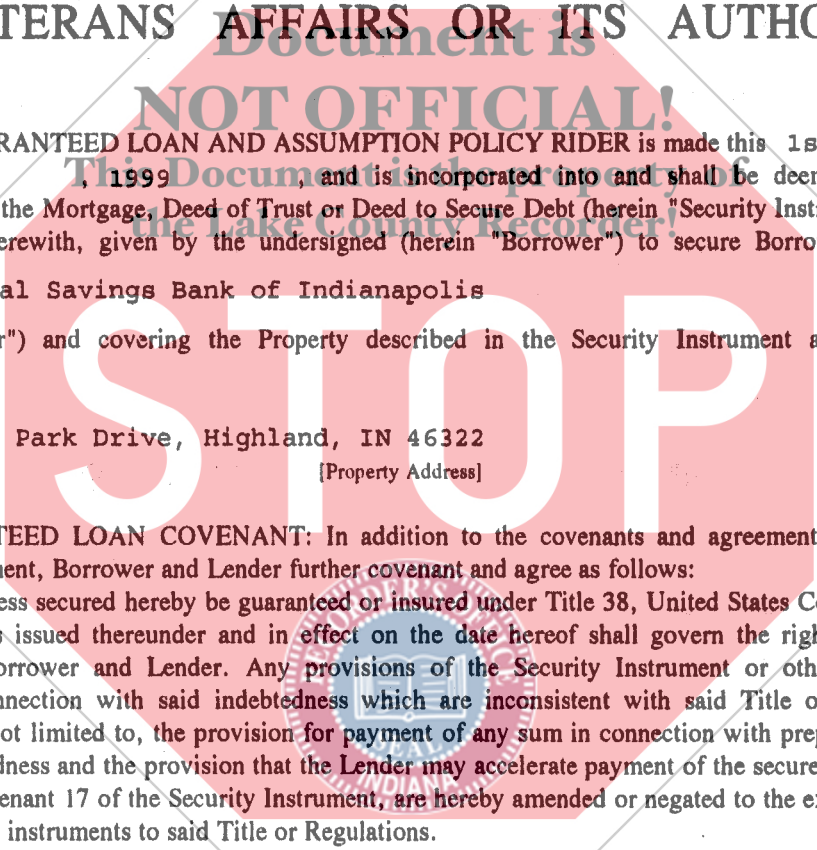 TERANS AFFAIRS OR ITS AUTHO
Document is
NOT OFFICIAL!
RANTEED LOAN AND ASSUMPTION POLICY RIDER is made this 1s
This Document is the property of
, 1999 , and is incorporated into and shall be deem
the Mortgage, Deed of Trust or Deed to Secure Debt (herein "Security Inst
the Lake County Recorder!
erewith, given by the undersigned (herein "Borrower") to secure Borro
al Savings Bank of Indianapolis
r") and covering the Property described in the Security Instrument a
STOP
Park Drive, Highland, IN 46322
[Property Address]
TEED LOAN COVENANT: In addition to the covenants and agreement
ment, Borrower and Lender further covenant and agree as follows:
ess secured hereby be guaranteed or insured under Title 38, United States C
s issued thereunder and in effect on the date hereof shall govern the righ
orrower and Lender. Any provisions of the Security Instrument or oth
nnection with said indebtedness which are inconsistent with said Title o
ot limited to, the provision for payment of any sum in connection with prep
dness and the provision that the Lender may accelerate payment of the secure
enant 17 of the Security Instrument, are hereby amended or negated to the e
instruments to said Title or Regulations.
RECORDER'S OFFICE
SEAL
INDIANA